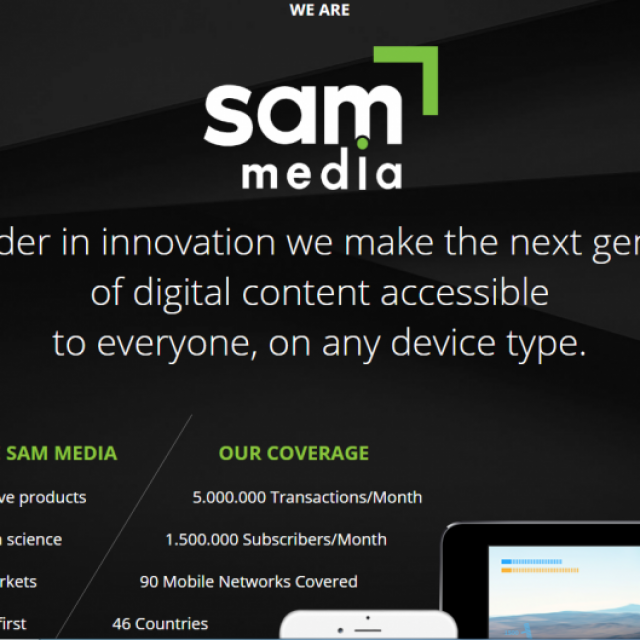 WE ARE
sam
media
der in innovation we make the next ger
of digital content accessible
to everyone, on any device type.
SAM MEDIA
ve products
science
rkets
first
OUR COVERAGE
5.000.000 Transactions/Month
1.500.000 Subscribers/Month
90 Mobile Networks Covered
46 Countries